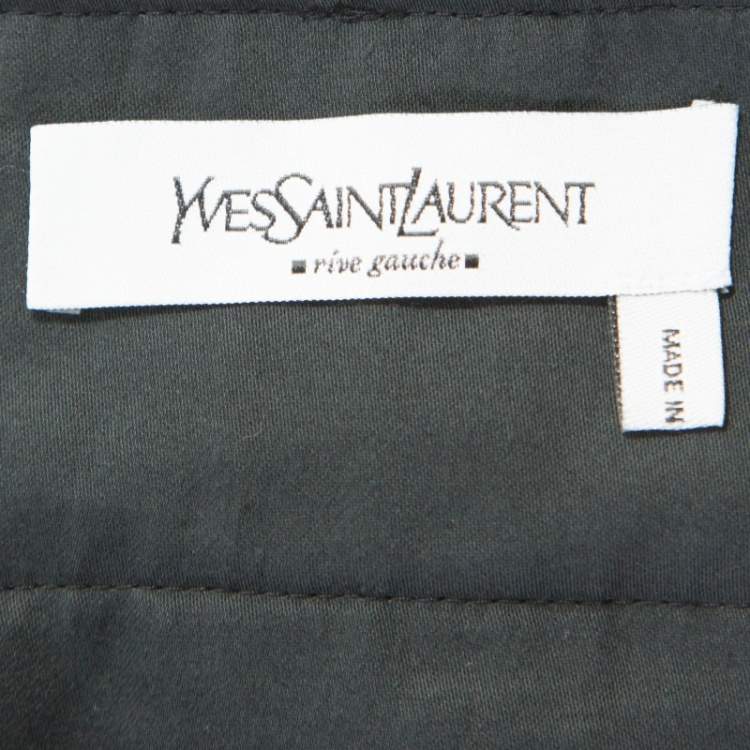 YVESSAINTLAURENT
rive gauche
MADE IN